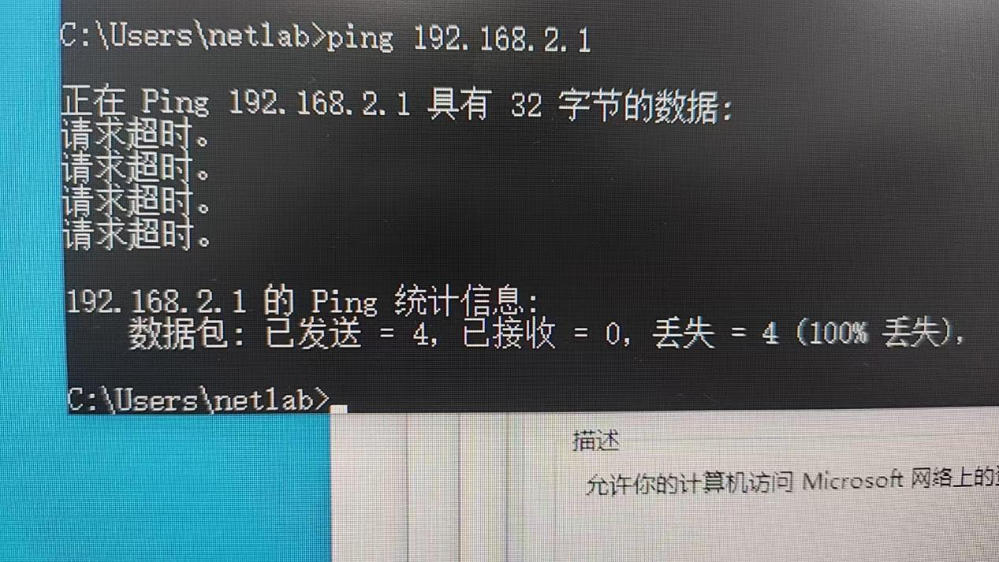 C:\Users\netlab>ping 192.168.2.1
正在 Ping 192.168.2.1 具有 32 字节的数据:
请求超时。
请求超时。
请求超时。
请求超时。
192.168.2.1 的 Ping 统计信息:
数据包: 已发送 = 4，已接收 = 0，丢失 = 4 (100% 丢失)，
C:\Users\netlab>
描述
允许你的计算机访问 Microsoft 网络上的